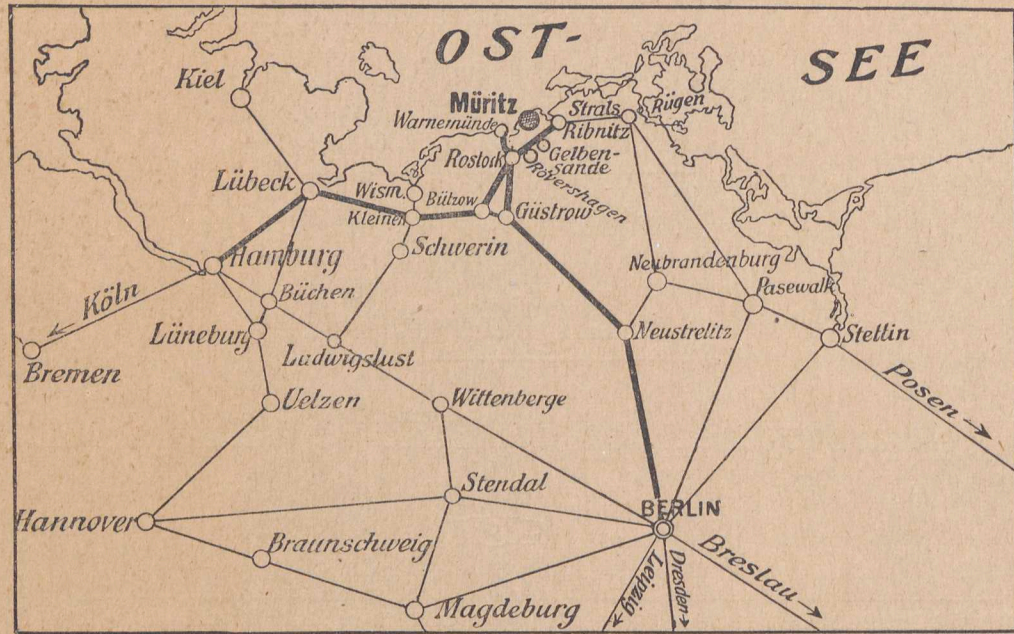 OST-
SEE
Kiel
Müritz
Warnemünde
Strals.
Rügen
Ribnitz
Rostock
Gelben-
sande
Rövershagen
Lübeck
Wism.
Kleinen
Bützow
Güstrow
Schwerin
Hamburg
Köln
Büchen
Neubrandenburg
Pasewalk
Lüneburg
Ludwigslust
Neustrelitz
Stettin
Bremen
Posen
Uelzen
Wittenberge
Stendal
BERLIN
Hannover
Braunschweig
Breslau
Leipzig
Dresden
Magdeburg